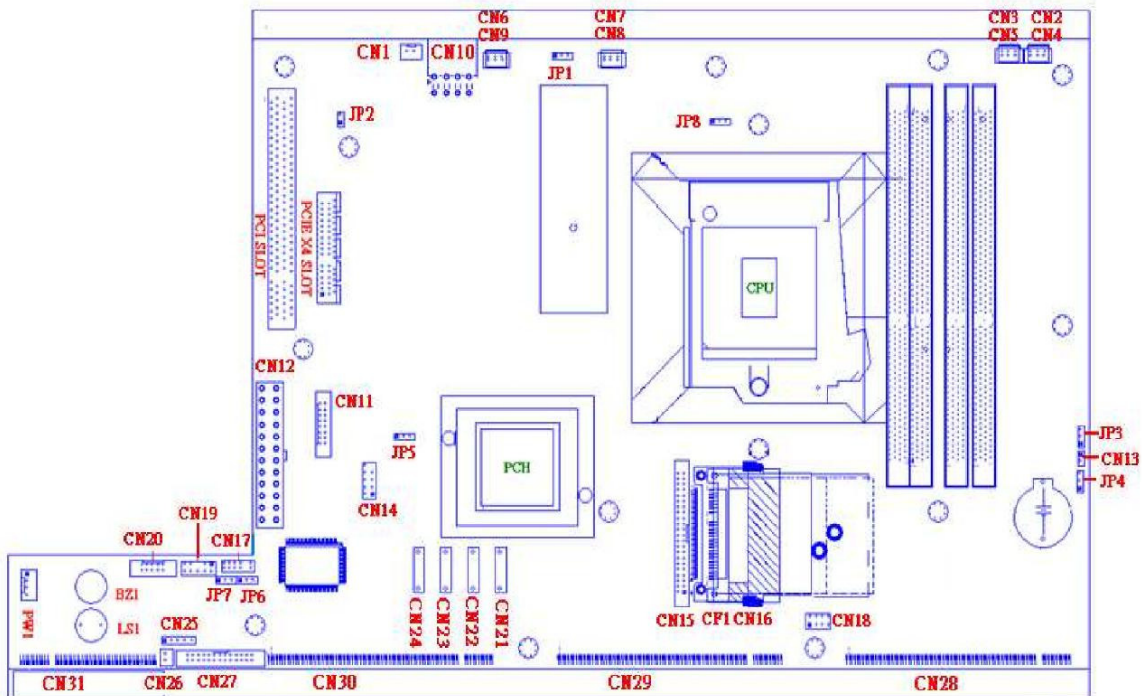 CN6 CN7 CN3 CN2
CN1 CN10 CN9 CN8 CN5 CN4
JP1
JP2 JP8
PCI SLOT
PCIE X4 SLOT
CPU
CN12
CN11
JP5 PCH
JP3
CN13
JP4
CN14
CN19
CN20 CN17
JP7 JP6
PW1
BZ1
LS1
CN25
CN24
CN23
CN22
CN21
CN15 CF1 CN16 CN18
CN31 CN26 CN27 CN30 CN29 CN28